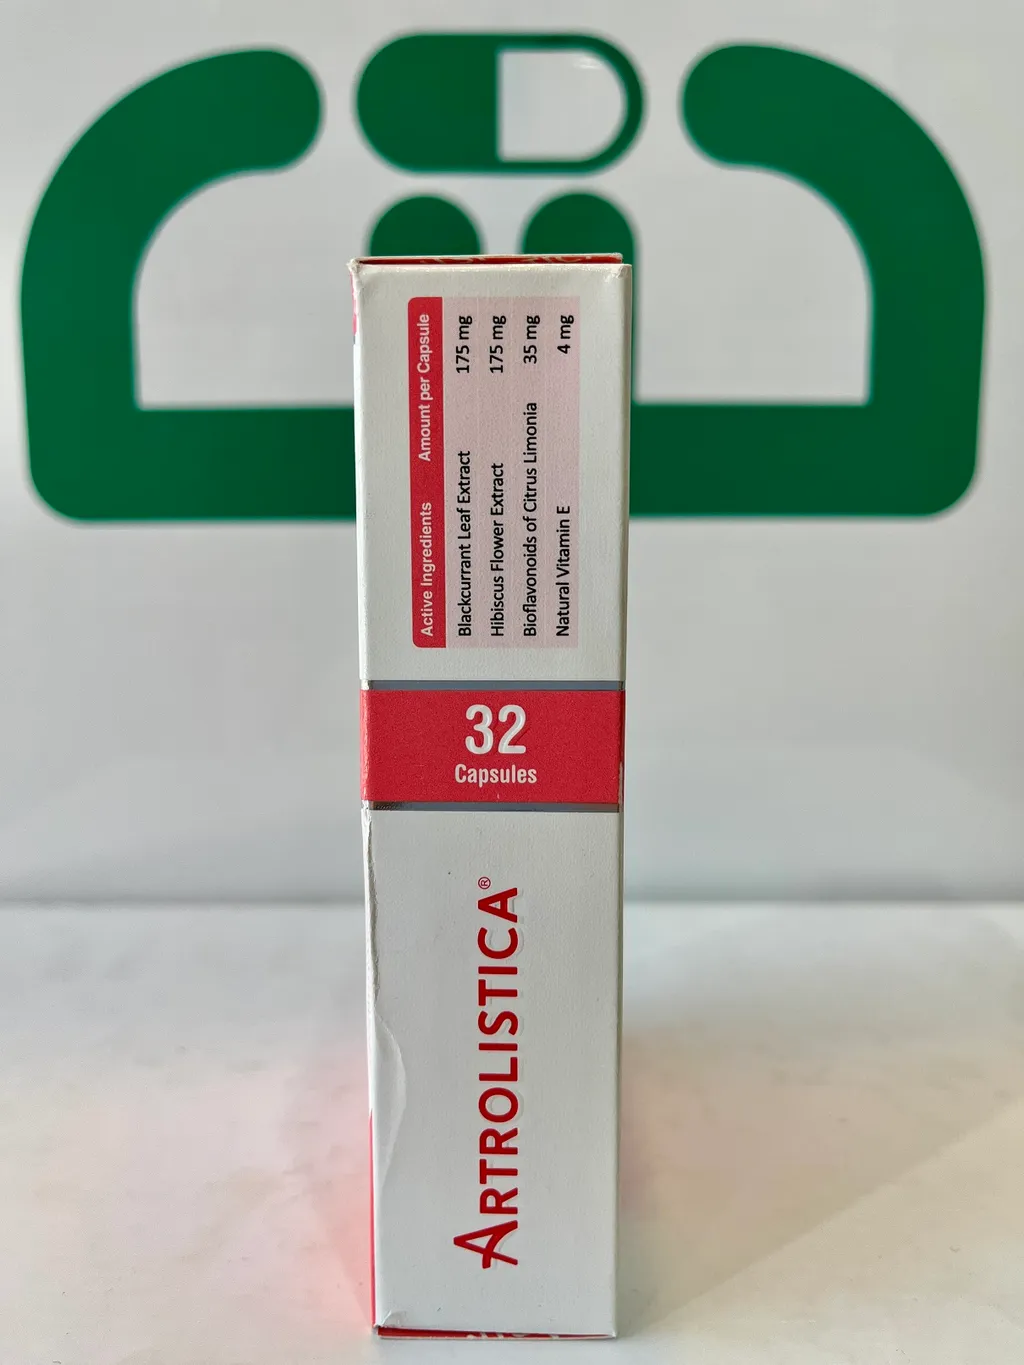 Active Ingredients Amount per Capsule
Blackcurrant Leaf Extract 175 mg
Hibiscus Flower Extract 175 mg
Bioflavonoids of Citrus Limonia 35 mg
Natural Vitamin E 4 mg
32
Capsules
ARTROLISTICA®